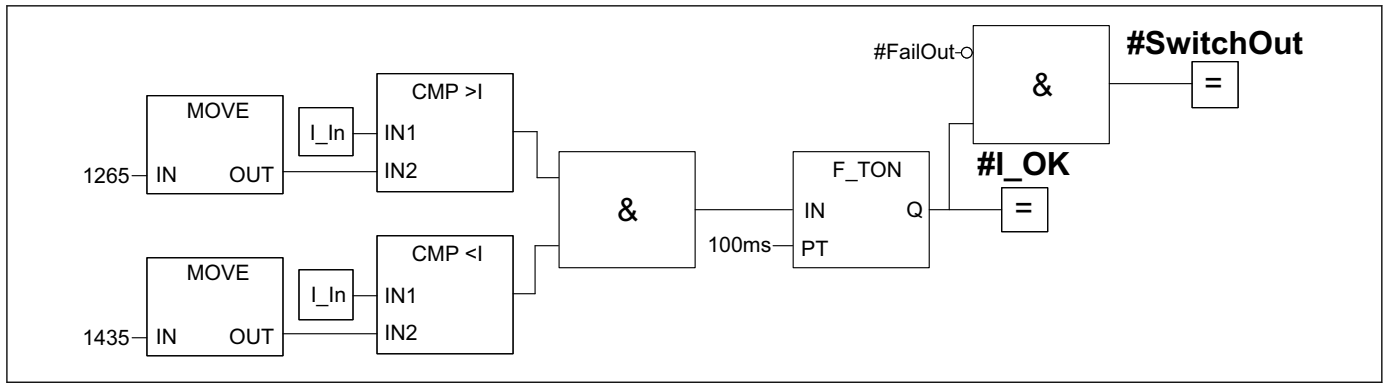 #FailOut
&
#SwitchOut
=
MOVE
1265
IN
OUT
I_In
CMP >I
IN1
IN2
&
F_TON
IN
Q
100ms
PT
#I_OK
=
MOVE
1435
IN
OUT
I_In
CMP <I
IN1
IN2